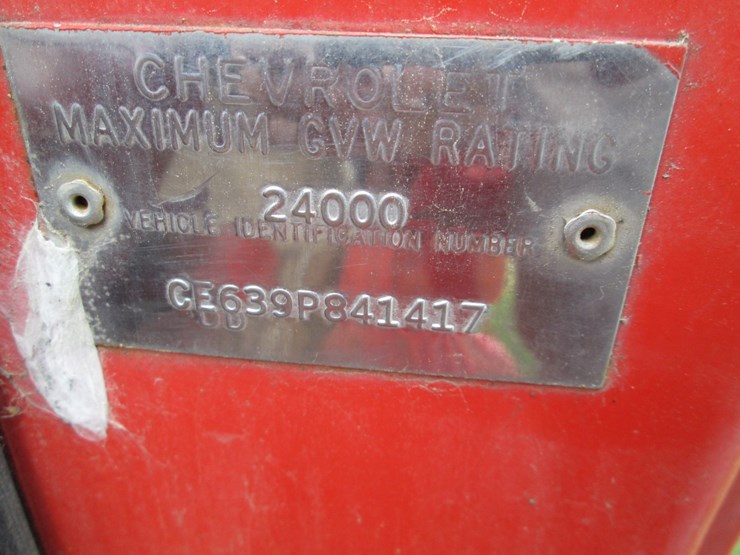 CHEVROLET
MAXIMUM GVW RATING
24000
VEHICLE IDENTIFICATION NUMBER
CE639P841417